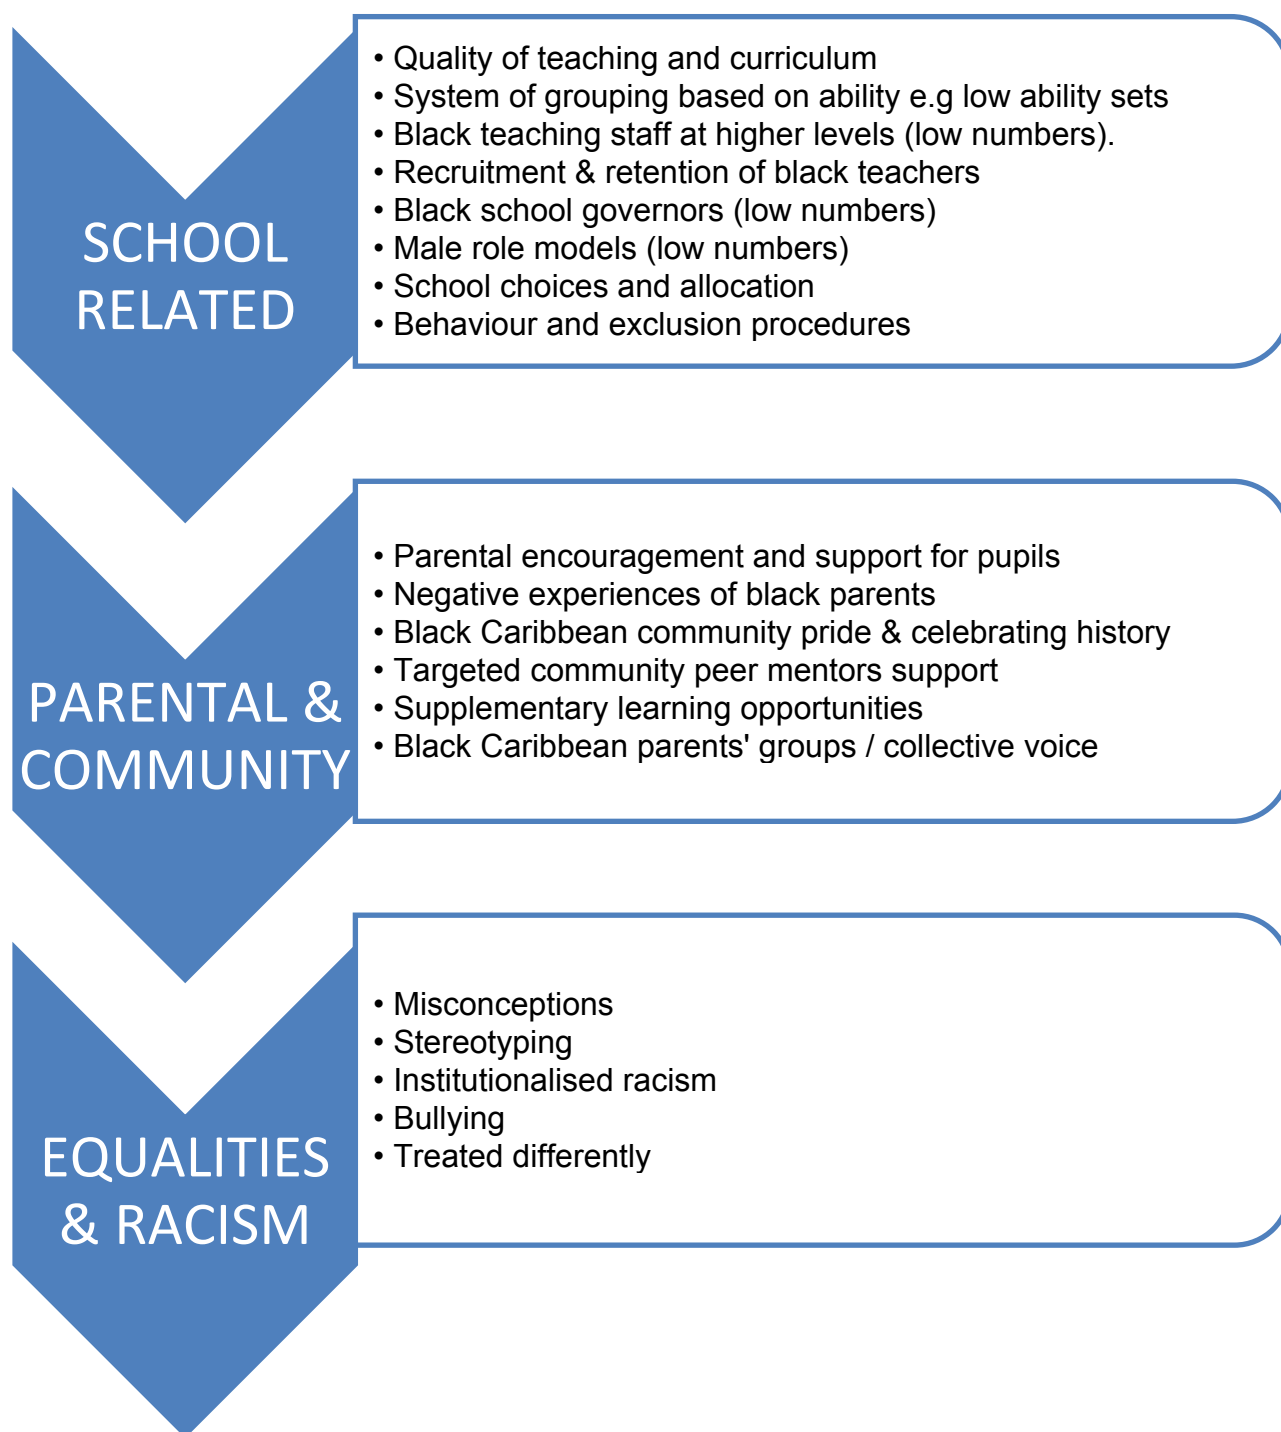 SCHOOL
RELATED
• Quality of teaching and curriculum
• System of grouping based on ability e.g low ability sets
• Black teaching staff at higher levels (low numbers).
• Recruitment & retention of black teachers
• Black school governors (low numbers)
• Male role models (low numbers)
• School choices and allocation
• Behaviour and exclusion procedures
PARENTAL &
COMMUNITY
• Parental encouragement and support for pupils
• Negative experiences of black parents
• Black Caribbean community pride & celebrating history
• Targeted community peer mentors support
• Supplementary learning opportunities
• Black Caribbean parents' groups / collective voice
EQUALITIES
& RACISM
• Misconceptions
• Stereotyping
• Institutionalised racism
• Bullying
• Treated differently